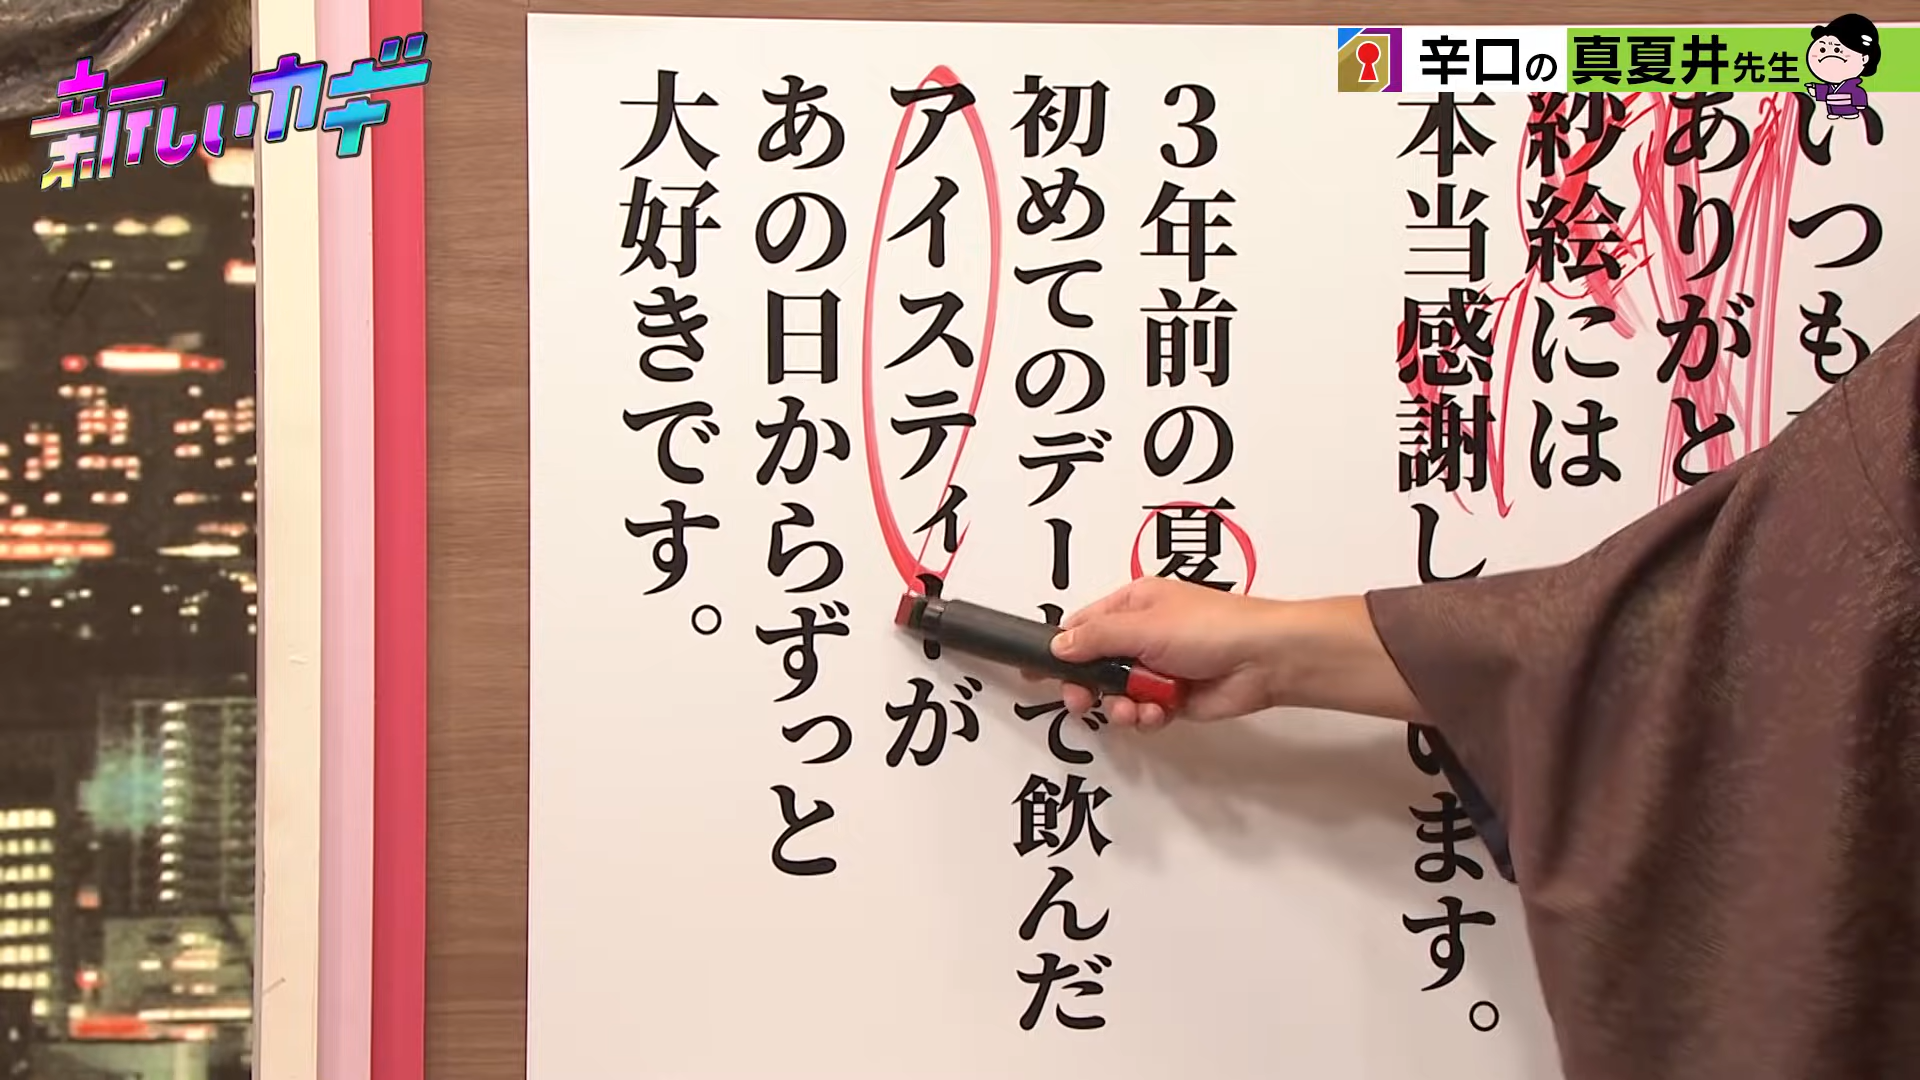 新しいカギ
辛口の真夏井先生
いつも
ありがと
紗絵には
本当感謝し
ます。
3年前の夏
初めてのデー
で飲んだ
アイスティーが
あの日からずっと
大好きです。